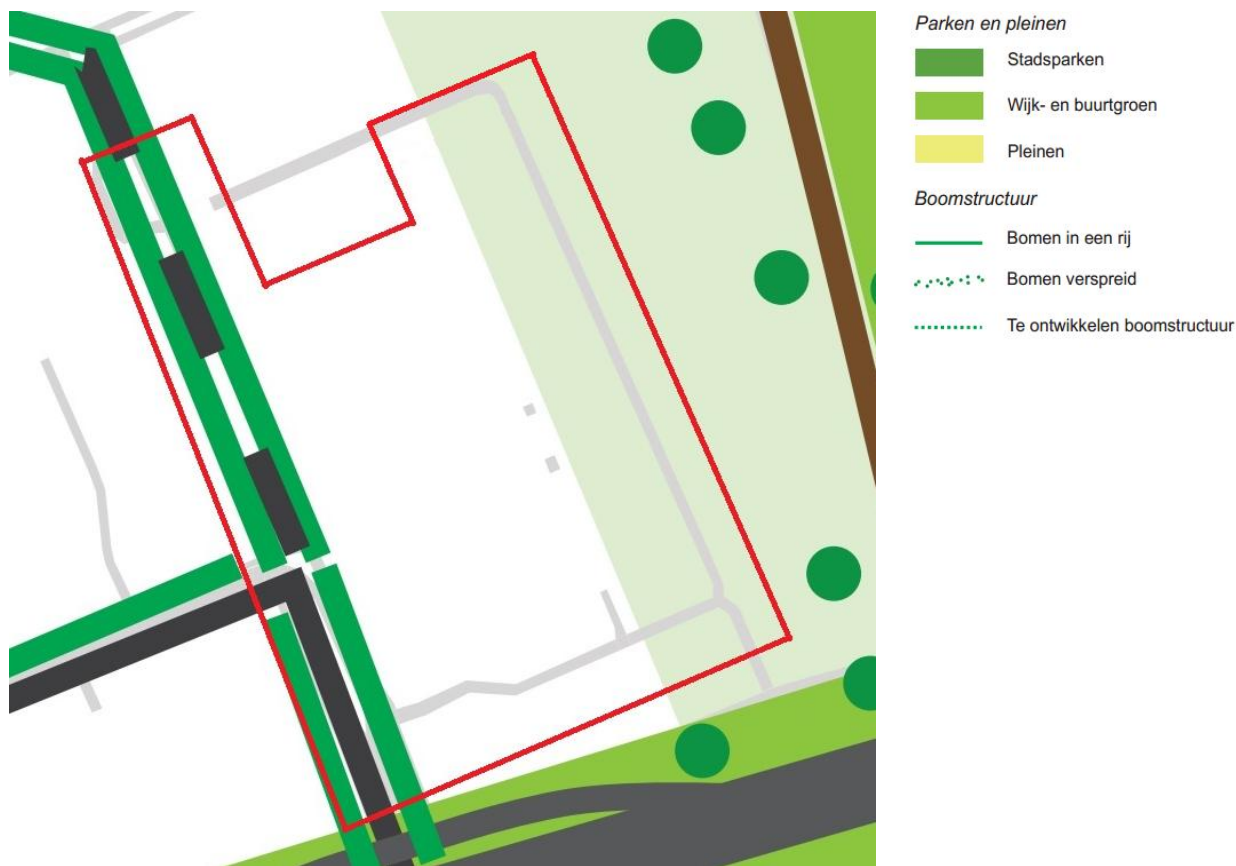 Parken en pleinen
Stadsparken
Wijk- en buurtgroen
Pleinen
Boomstructuur
Bomen in een rij
Bomen verspreid
Te ontwikkelen boomstructuur